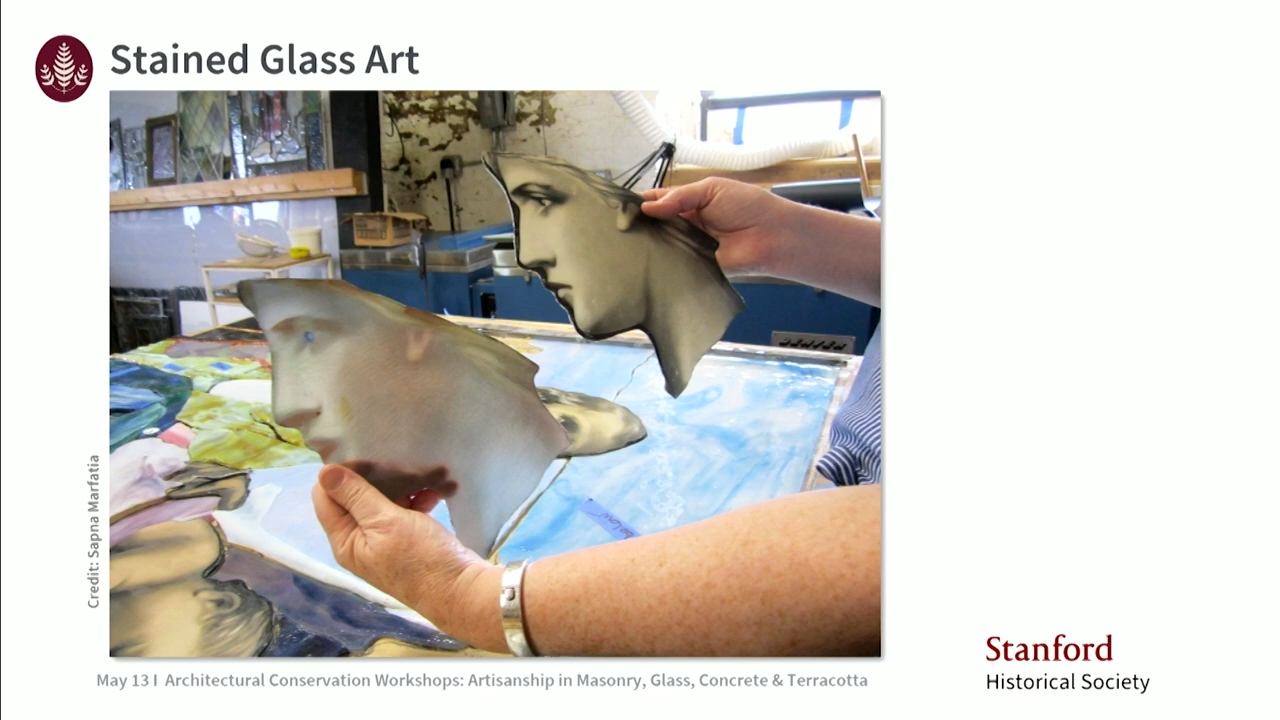 Stained Glass Art
Credit: Sapna Marfatia
May 13 I Architectural Conservation Workshops: Artisanship in Masonry, Glass, Concrete & Terracotta
Stanford
Historical Society